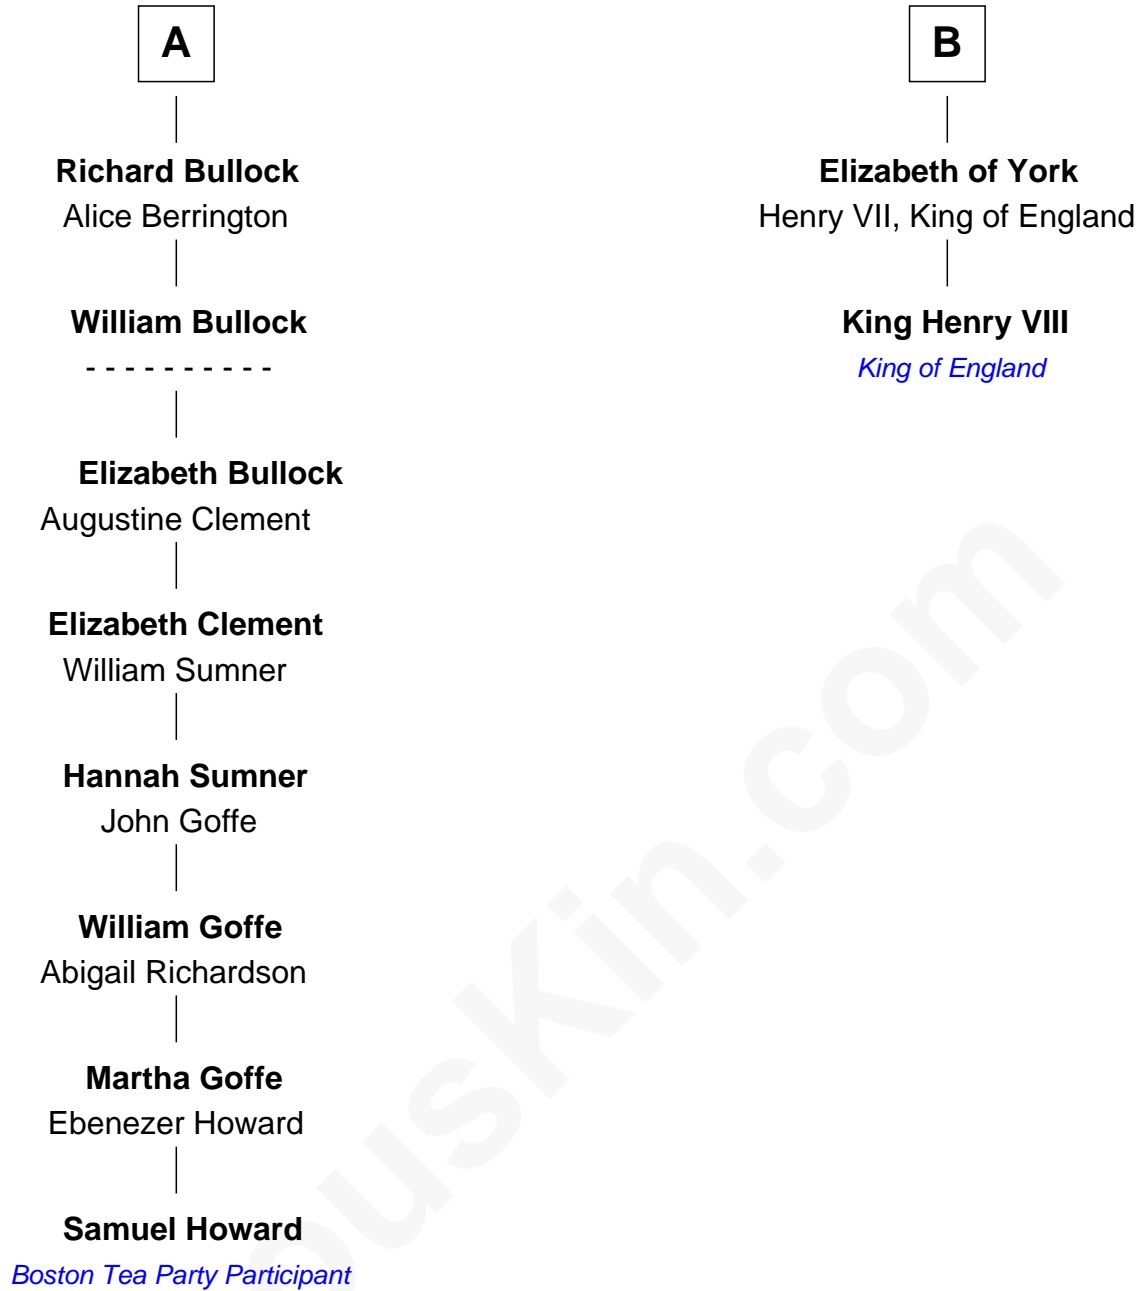 A
Richard Bullock
Alice Berrington
William Bullock
- - - - - - - - - -
Elizabeth Bullock
Augustine Clement
Elizabeth Clement
William Sumner
Hannah Sumner
John Goffe
William Goffe
Abigail Richardson
Martha Goffe
Ebenezer Howard
Samuel Howard
Boston Tea Party Participant
B
Elizabeth of York
Henry VII, King of England
King Henry VIII
King of England
ousKin.com